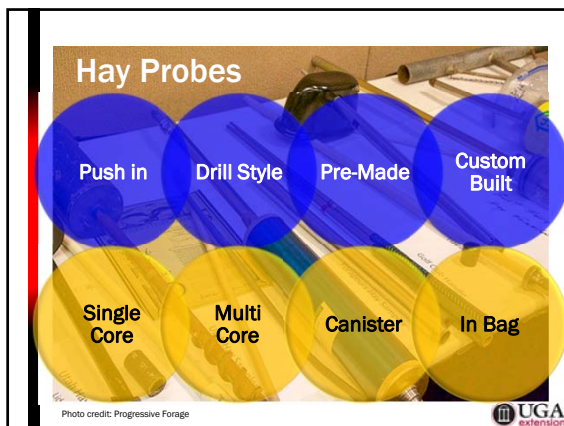 Hay Probes
Push in
Drill Style
Pre-Made
Custom
Built
Single
Core
Multi
Core
Canister
In Bag
Photo credit: Progressive Forage
UGA
extension